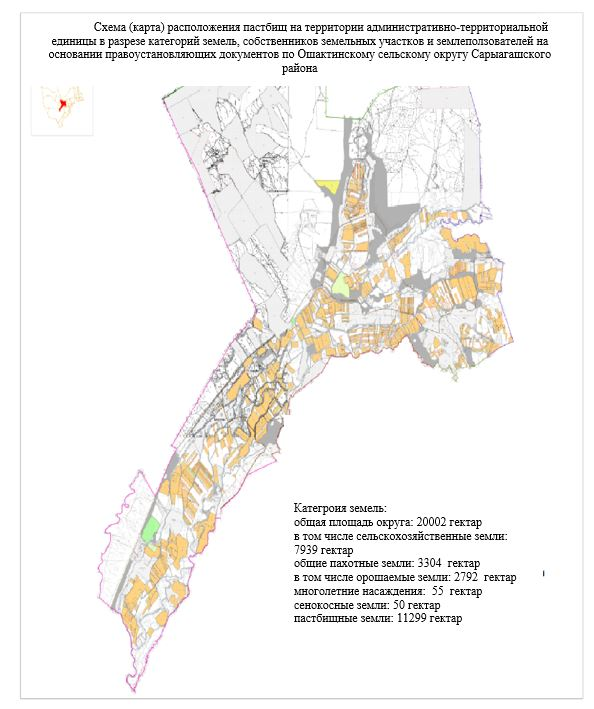 Схема (карта) расположения пастбищ на территории административно-территориальной
единицы в разрезе категорий земель, собственников земельных участков и землеползователей на
основании правоустановляющих документов по Ошактинскому сельскому округу Сарыагашского
района
Категроия земель:
общая площадь округа: 20002 гектар
в том числе сельскохозяйственные земли:
7939 гектар
общие пахотные земли: 3304 гектар
в том числе орошаемые земли: 2792 гектар
многолетние насаждения: 55 гектар
сенокосные земли: 50 гектар
пастбищные земли: 11299 гектар